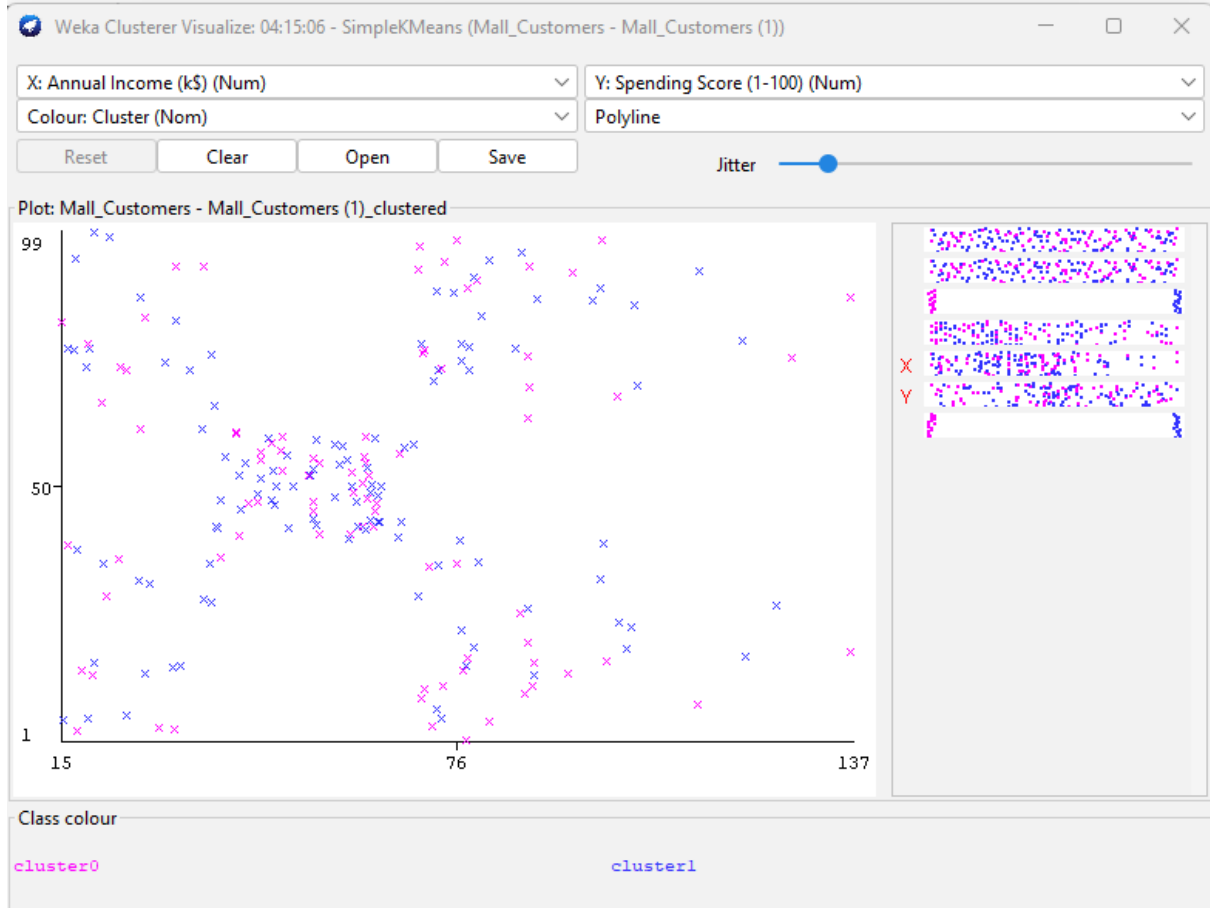 Weka Clusterer Visualize: 04:15:06 - SimpleKMeans (Mall_Customers - Mall_Customers (1))
X: Annual Income (k$) (Num)
Y: Spending Score (1-100) (Num)
Colour: Cluster (Nom)
Polyline
Reset
Clear
Open
Save
Jitter
Plot: Mall_Customers - Mall_Customers (1)_clustered
99
50
1
15
76
137
X
Y
Class colour
cluster0
cluster1